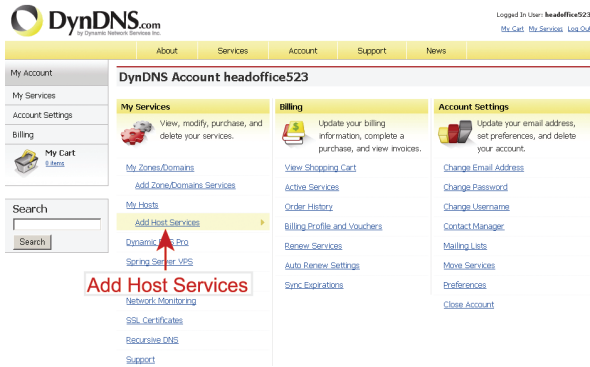 DynDNS.com
by Dynamic Network Services Inc.
Logged In User: headoffice523
My Cart My Services Log Out
About Services Account Support News
My Account
My Services
Account Settings
Billing
My Cart
0 items
Search
Search
DynDNS Account headoffice523
My Services
View, modify, purchase, and
delete your services.
My Zones/Domains
Add Zone/Domains Services
My Hosts
Add Host Services
Dynamic DNS Pro
Spring Server VPS
Add Host Services
Network Monitoring
SSL Certificates
Recursive DNS
Support
Billing
Update your billing
information, complete a
purchase, and view invoices.
View Shopping Cart
Active Services
Order History
Billing Profile and Vouchers
Renew Services
Auto Renew Settings
Sync Expirations
Account Settings
Update your email address,
set preferences, and delete
your account.
Change Email Address
Change Password
Change Username
Contact Manager
Mailing Lists
Move Services
Preferences
Close Account